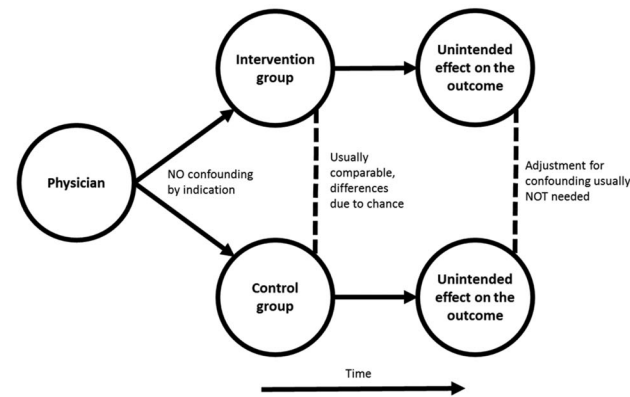 Intervention
group
Unintended
effect on the
outcome
Physician
NO confounding
by indication
Usually
comparable,
differences
due to chance
Adjustment for
confounding usually
NOT needed
Control
group
Unintended
effect on the
outcome
Time